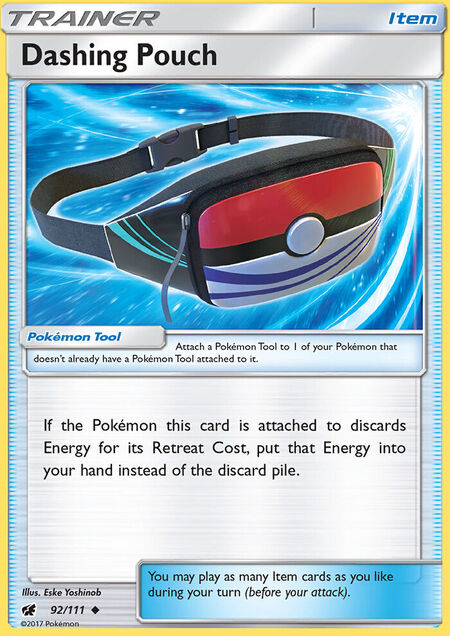 TRAINER Item
Dashing Pouch
Pokémon Tool
Attach a Pokémon Tool to 1 of your Pokémon that
doesn't already have a Pokémon Tool attached to it.
If the Pokémon this card is attached to discards
Energy for its Retreat Cost, put that Energy into
your hand instead of the discard pile.
Illus. Eske Yoshinob
92/111
©2017 Pokémon
You may play as many Item cards as you like
during your turn (before your attack).